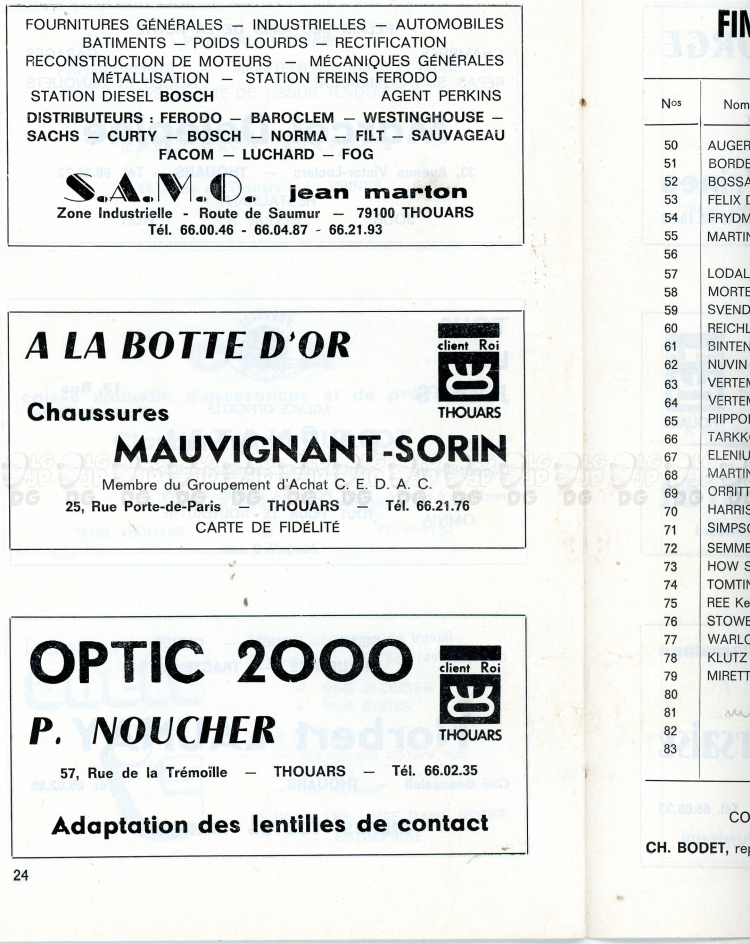 FOURNITURES GÉNÉRALES — INDUSTRIELLES — AUTOMOBILES
BATIMENTS — POIDS LOURDS — RECTIFICATION
RECONSTRUCTION DE MOTEURS — MÉCANIQUES GÉNÉRALES
MÉTALLISATION — STATION FREINS FERODO
STATION DIESEL BOSCH AGENT PERKINS
DISTRIBUTEURS : FERODO — BAROCLEM — WESTINGHOUSE —
SACHS — CURTY — BOSCH — NORMA — FILT — SAUVAGEAU
FACOM — LUCHARD — FOG
S.A.M.O. jean marton
Zone Industrielle - Route de Saumur — 79100 THOUARS
Tél. 66.00.46 - 66.04.87 - 66.21.93
A LA BOTTE D'OR
client Roi
THOUARS
Chaussures
MAUVIGNANT-SORIN
Membre du Groupement d'Achat C. E. D. A. C.
25, Rue Porte-de-Paris — THOUARS — Tél. 66.21.76
CARTE DE FIDÉLITÉ
OPTIC 2000
client Roi
THOUARS
P. NOUCHER
57, Rue de la Trémoïlle — THOUARS — Tél. 66.02.35
Adaptation des lentilles de contact
24
FIN
Nos Nom
50 AUGER
51 BORDE
52 BOSSA
53 FELIX D
54 FRYDM
55 MARTIN
56
57 LODAL
58 MORTE
59 SVEND
60 REICHL
61 BINTEN
62 NUVIN
63 VERTEM
64 VERTEM
65 PIIPPO
66 TARKK
67 ELENIU
68 MARTIN
69 ORRITT
70 HARRIS
71 SIMPSO
72 SEMME
73 HOW S
74 TOMTIN
75 REE Ke
76 STOWE
77 WARLO
78 KLUTZ
79 MIRETT
80
81
82
83
CO
CH. BODET, rep